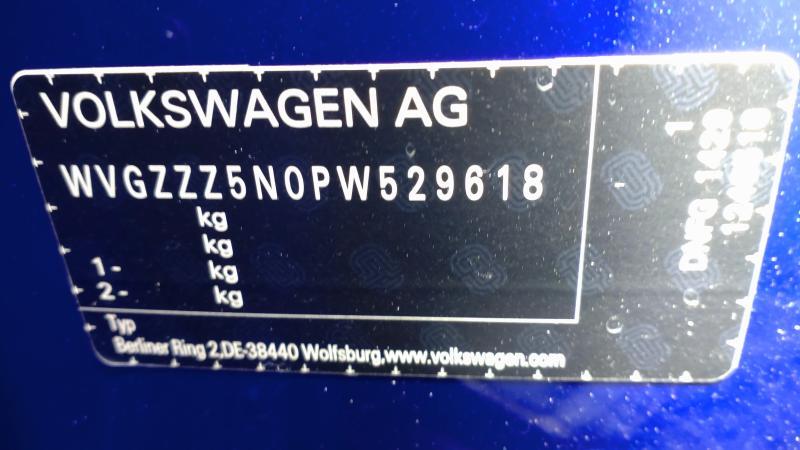 VOLKSWAGEN AG
WVGZZZ5N0PW529618
kg
kg
1- kg
2- kg
Typ
Berliner Ring 2,DE-38440 Wolfsburg,www.volkswagen.com
1